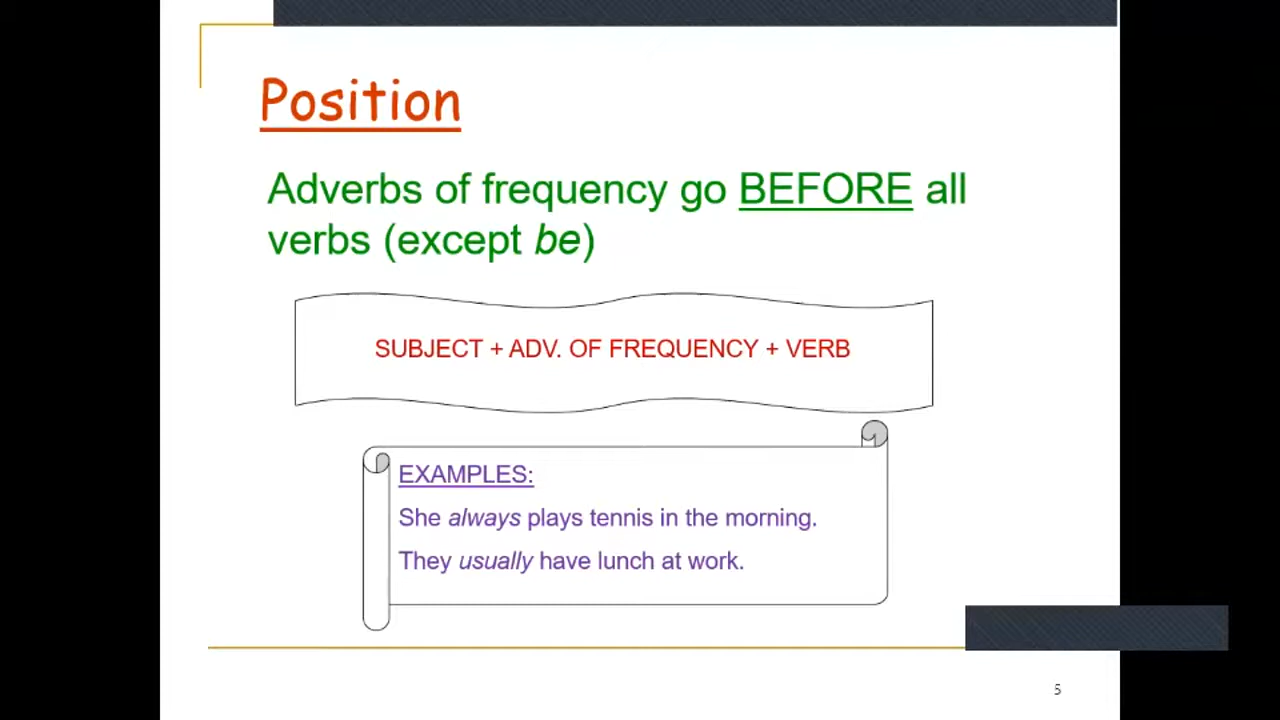 Position
Adverbs of frequency go BEFORE all
verbs (except be)
SUBJECT + ADV. OF FREQUENCY + VERB
EXAMPLES:
She always plays tennis in the morning.
They usually have lunch at work.
5